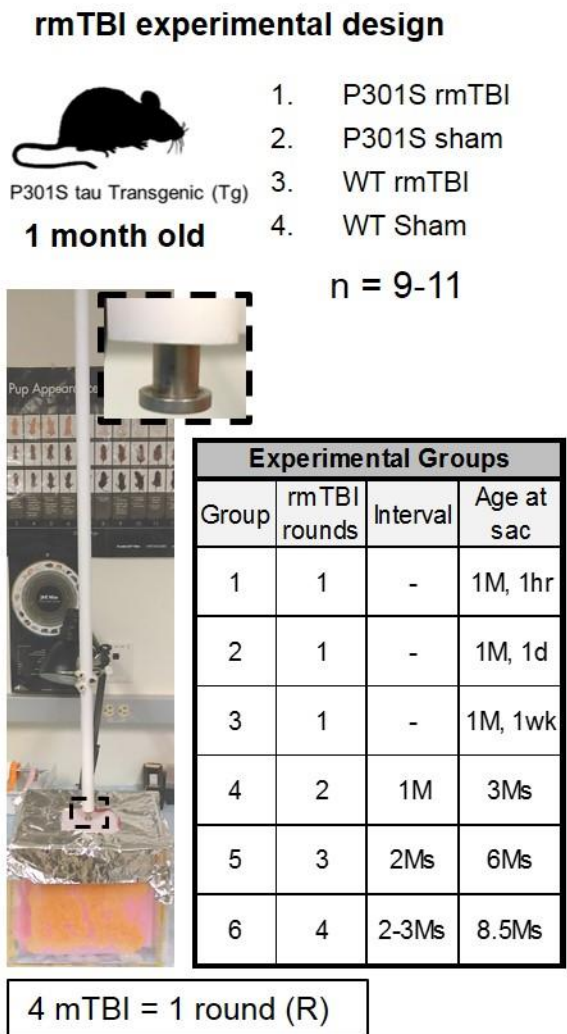 rmTBI experimental design
P301S tau Transgenic (Tg)
1 month old
1. P301S rmTBI
2. P301S sham
3. WT rmTBI
4. WT Sham
n = 9-11
Pup Appearance
Experimental Groups
Group rmTBI rounds Interval Age at sac
1 1 - 1M, 1hr
2 1 - 1M, 1d
3 1 - 1M, 1wk
4 2 1M 3Ms
5 3 2Ms 6Ms
6 4 2-3Ms 8.5Ms
4 mTBI = 1 round (R)